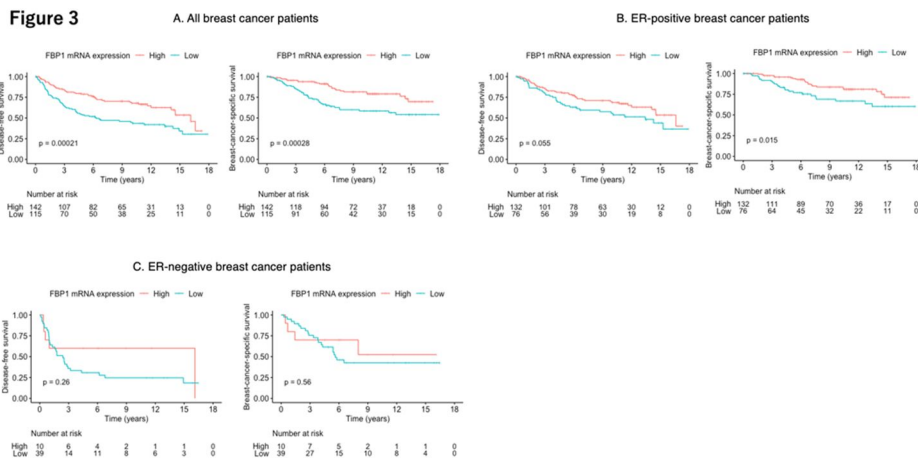 Figure 3
A. All breast cancer patients
FBP1 mRNA expression High Low
Disease-free survival
1.00
0.75
0.50
0.25
0.00
p = 0.00021
0 3 6 9 12 15 18
Time (years)
Number at risk
High 142 107 82 65 31 13 0
Low 115 70 50 38 25 11 0
FBP1 mRNA expression High Low
Breast-cancer-specific survival
1.00
0.75
0.50
0.25
0.00
p = 0.00028
0 3 6 9 12 15 18
Time (years)
Number at risk
High 142 118 94 72 37 18 0
Low 115 91 60 42 30 15 0
B. ER-positive breast cancer patients
FBP1 mRNA expression High Low
Disease-free survival
1.00
0.75
0.50
0.25
0.00
p = 0.055
0 3 6 9 12 15 18
Time (years)
Number at risk
High 132 101 78 63 30 12 0
Low 76 56 39 30 19 8 0
FBP1 mRNA expression High Low
Breast-cancer-specific survival
1.00
0.75
0.50
0.25
0.00
p = 0.015
0 3 6 9 12 15 18
Time (years)
Number at risk
High 132 111 89 70 36 17 0
Low 76 64 45 32 22 11 0
C. ER-negative breast cancer patients
FBP1 mRNA expression High Low
Disease-free survival
1.00
0.75
0.50
0.25
0.00
p = 0.26
0 3 6 9 12 15 18
Time (years)
Number at risk
High 10 6 4 2 1 1 0
Low 39 14 11 8 6 3 0
FBP1 mRNA expression High Low
Breast-cancer-specific survival
1.00
0.75
0.50
0.25
0.00
p = 0.56
0 3 6 9 12 15 18
Time (years)
Number at risk
High 10 7 5 2 1 1 0
Low 39 27 15 10 8 4 0